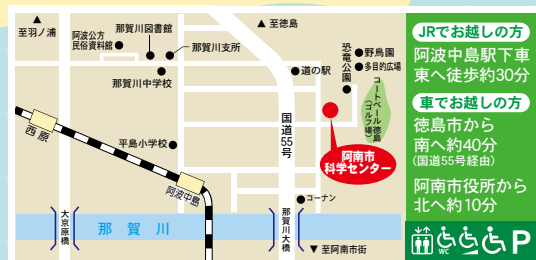 ▲
至羽ノ浦
阿波公方
民俗資料館
那賀川図書館
那賀川支所
那賀川中学校
▲ 至徳島
道の駅
恐竜公園
野鳥園
多目的広場
コートベール徳島
(ゴルフ場)
国道55号
阿南市
科学センター
西原
平島小学校
阿波中島
コーナン
大京原橋
那賀川
那賀川大橋
▼ 至阿南市街
JRでお越しの方
阿波中島駅下車
東へ徒歩約30分
車でお越しの方
徳島市から
南へ約40分
(国道55号経由)
阿南市役所から
北へ約10分
WC
P